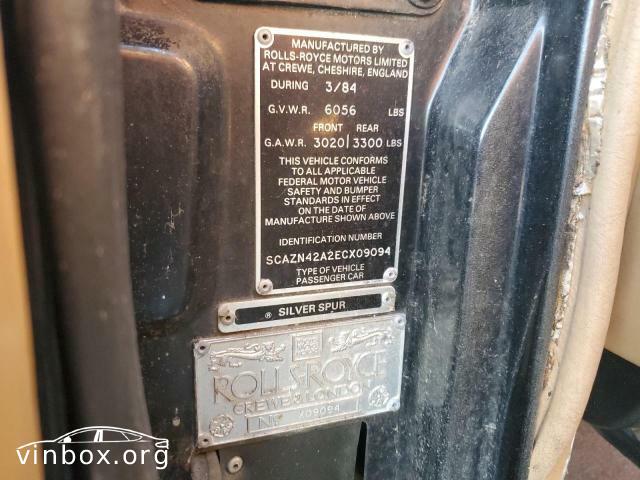 MANUFACTURED BY
ROLLS-ROYCE MOTORS LIMITED
AT CREWE, CHESHIRE, ENGLAND
DURING 3/84
G.V.W.R. 6056 LBS
FRONT REAR
G.A.W.R. 3020 3300 LBS
THIS VEHICLE CONFORMS
TO ALL APPLICABLE
FEDERAL MOTOR VEHICLE
SAFETY AND BUMPER
STANDARDS IN EFFECT
ON THE DATE OF
MANUFACTURE SHOWN ABOVE
IDENTIFICATION NUMBER
SCAZN42A2ECX09094
TYPE OF VEHICLE
PASSENGER CAR
® SILVER SPUR
ROLLS-ROYCE
CREWE & LONDON
X09094
vinbox.org